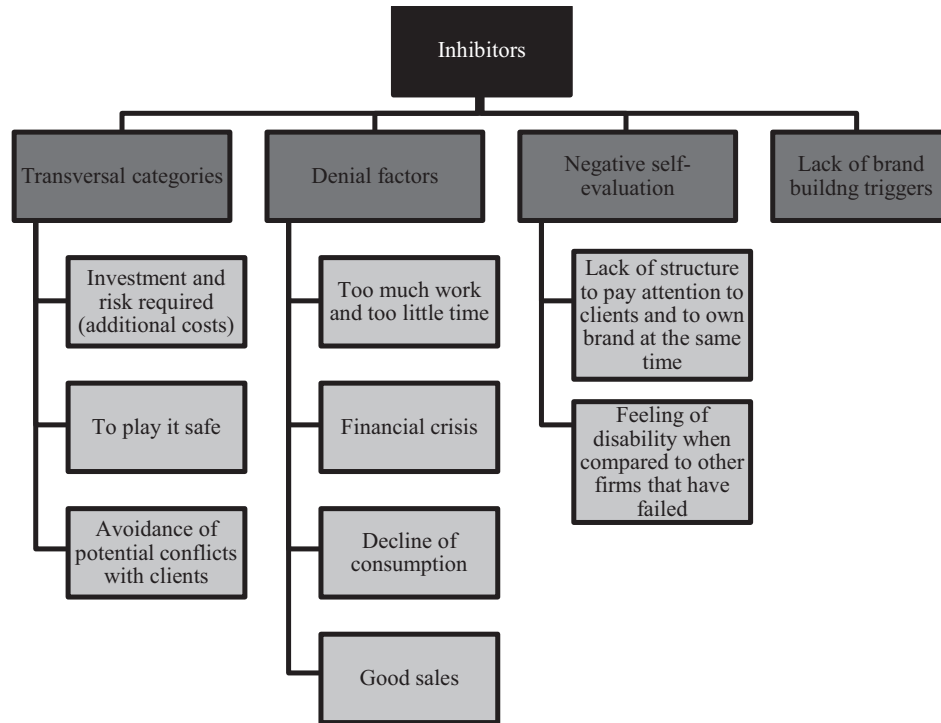 Inhibitors
Transversal categories
Denial factors
Negative self-
evaluation
Lack of brand
buildng triggers
Investment and
risk required
(additional costs)
To play it safe
Avoidance of
potential conflicts
with clients
Too much work
and too little time
Financial crisis
Decline of
consumption
Good sales
Lack of structure
to pay attention to
clients and to own
brand at the same
time
Feeling of
disability when
compared to other
firms that have
failed